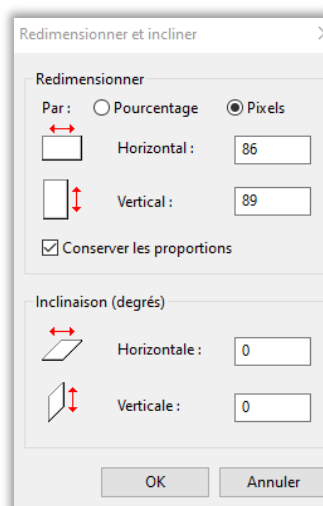 Redimensionner et incliner
Redimensionner
Par : Pourcentage Pixels
Horizontal : 86
Vertical : 89
Conserver les proportions
Inclinaison (degrés)
Horizontale : 0
Verticale : 0
OK Annuler